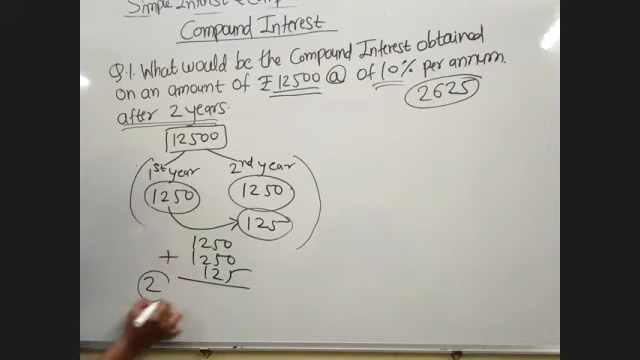 Simple Interest & Comp
Compound Interest
Q.1. What would be the Compound Interest obtained
on an amount of ₹12500 @ of 10% per annum
after 2 years.
2625
12500
1st year 2nd year
1250 1250
125
1250
+ 1250
125
2